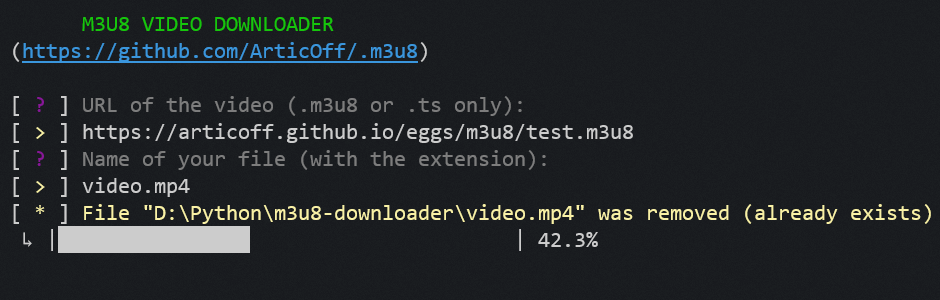 M3U8 VIDEO DOWNLOADER
(https://github.com/ArticOff/.m3u8)
[ ? ] URL of the video (.m3u8 or .ts only):
[ > ] https://articoff.github.io/eggs/m3u8/test.m3u8
[ ? ] Name of your file (with the extension):
[ > ] video.mp4
[ * ] File "D:\Python\m3u8-downloader\video.mp4" was removed (already exists)
↳ |██████████ | 42.3%